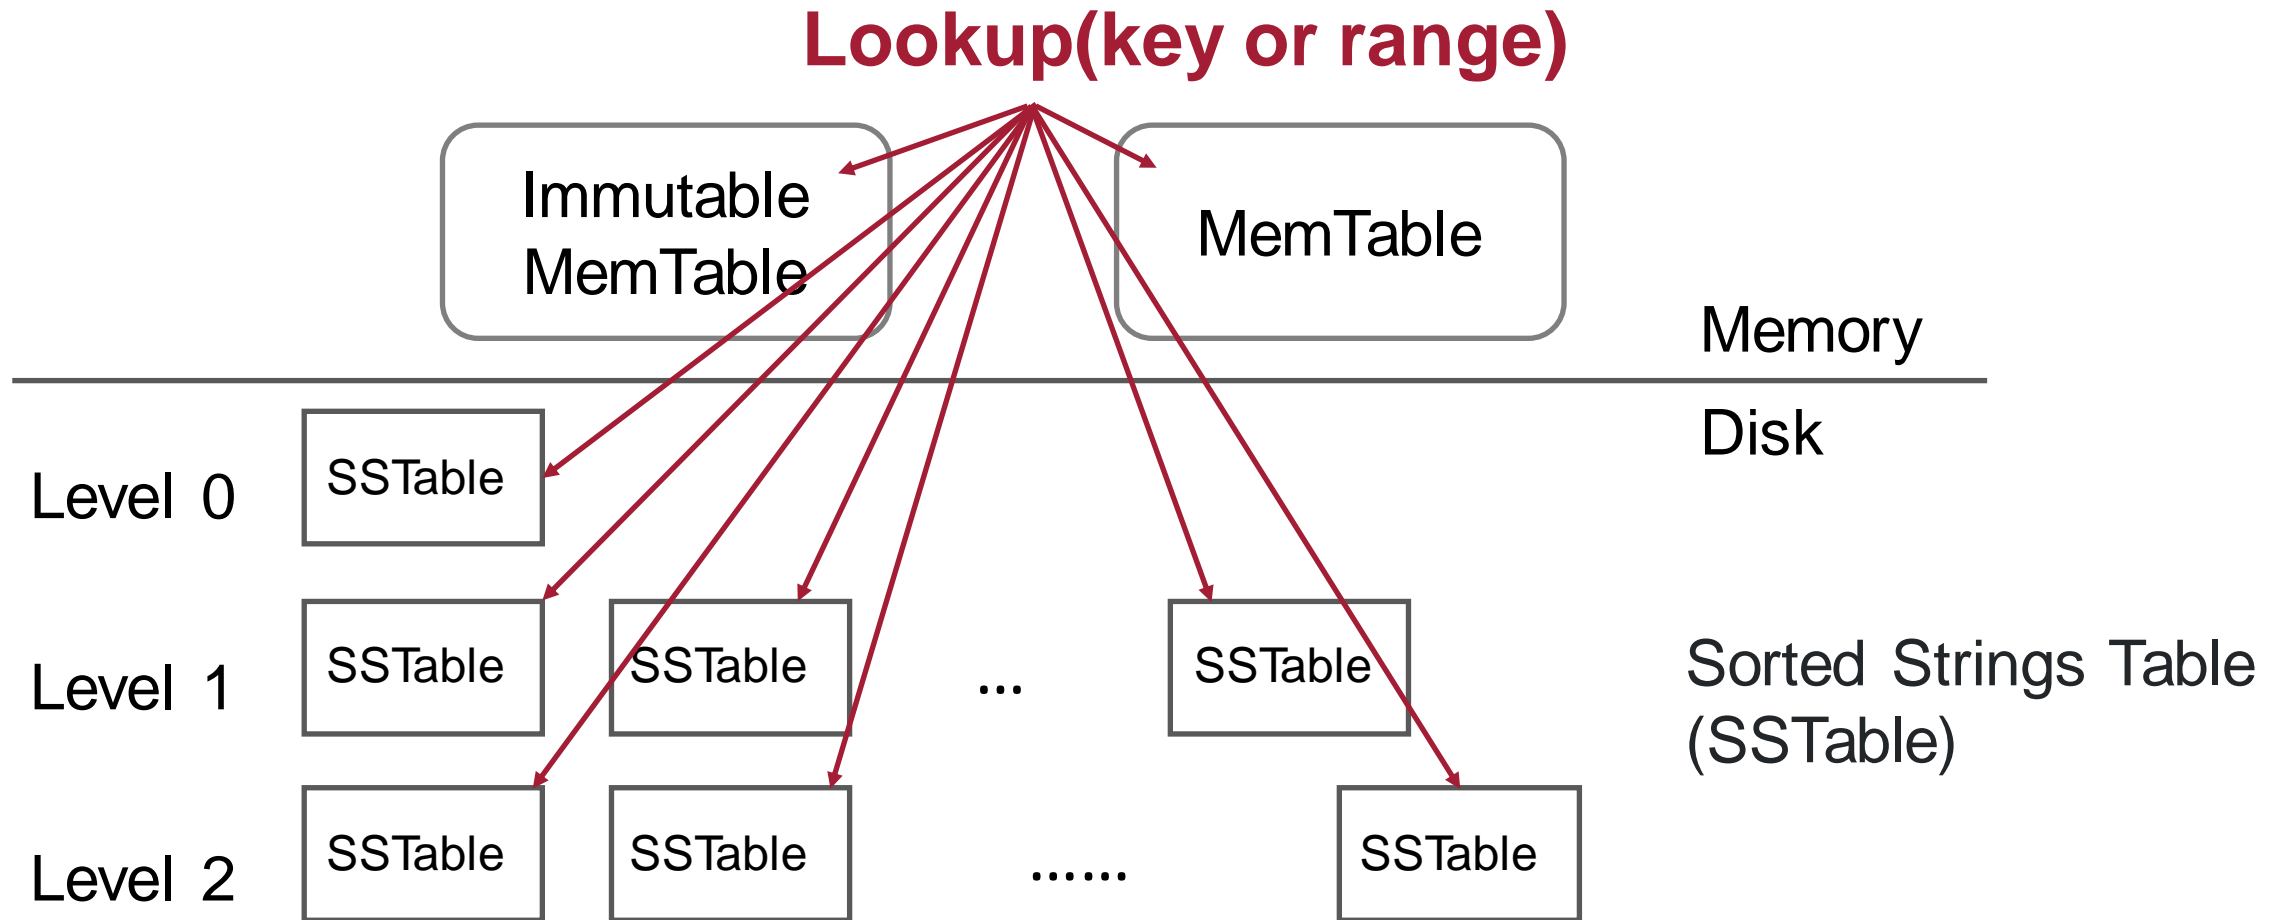 Lookup(key or range)
Immutable
MemTable
MemTable
Memory
Disk
Level 0
SSTable
Level 1
SSTable
SSTable
...
SSTable
Sorted Strings Table
(SSTable)
Level 2
SSTable
SSTable
......
SSTable